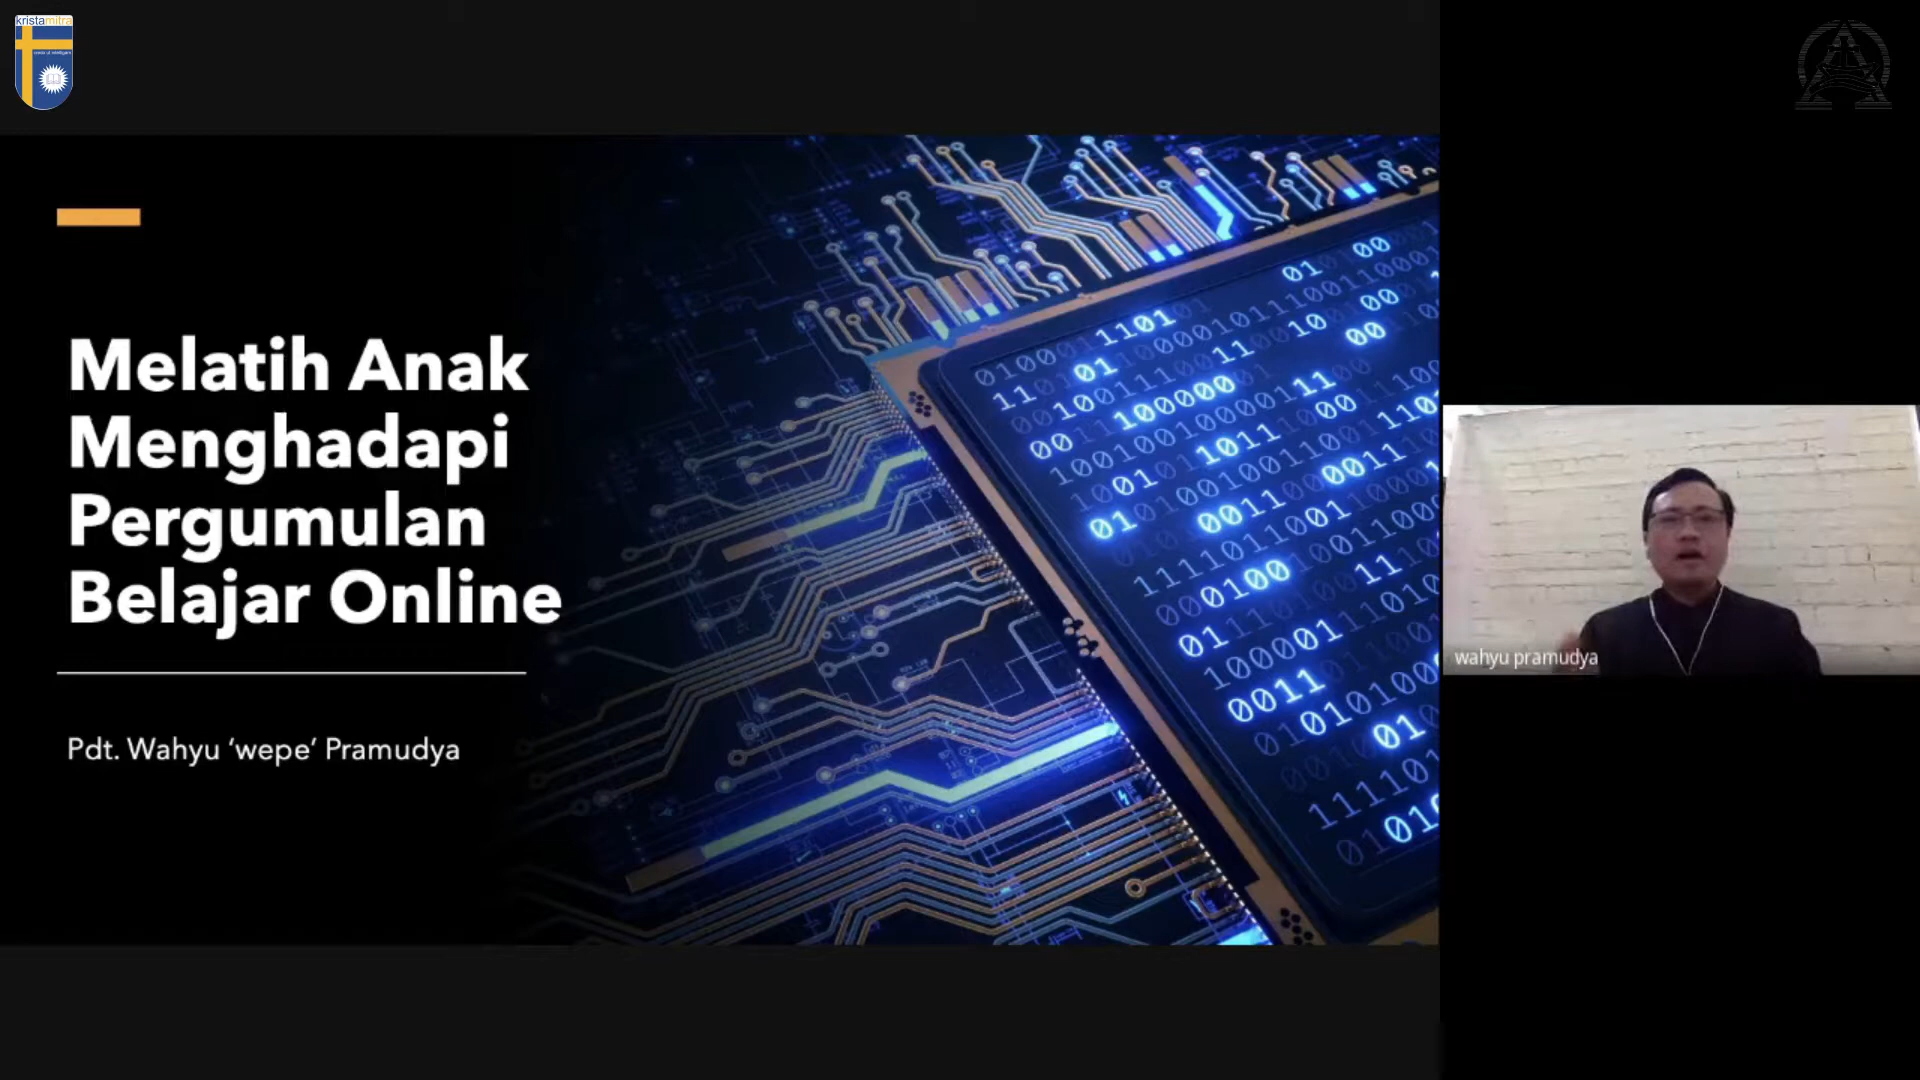 kristamitra
Melatih Anak
Menghadapi
Pergumulan
Belajar Online
Pdt. Wahyu ‘wepe’ Pramudya
wahyu pramudya